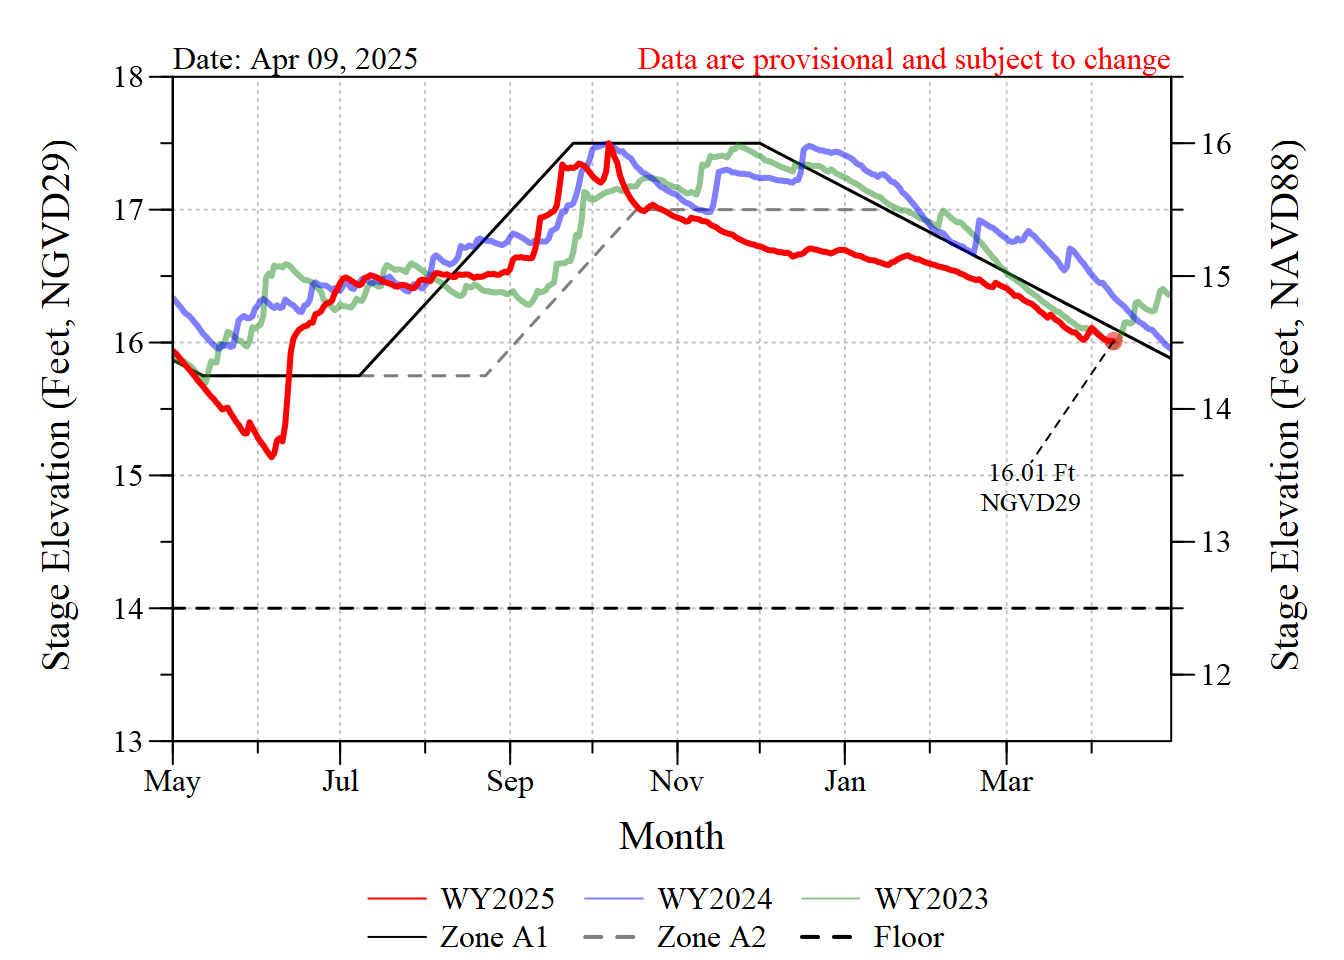 Date: Apr 09, 2025
Data are provisional and subject to change
18
17
16
15
14
13
Stage Elevation (Feet, NGVD29)
16
15
14
13
12
Stage Elevation (Feet, NAVD88)
16.01 Ft
NGVD29
May Jul Sep Nov Jan Mar
Month
WY2025 WY2024 WY2023
Zone A1 Zone A2 Floor